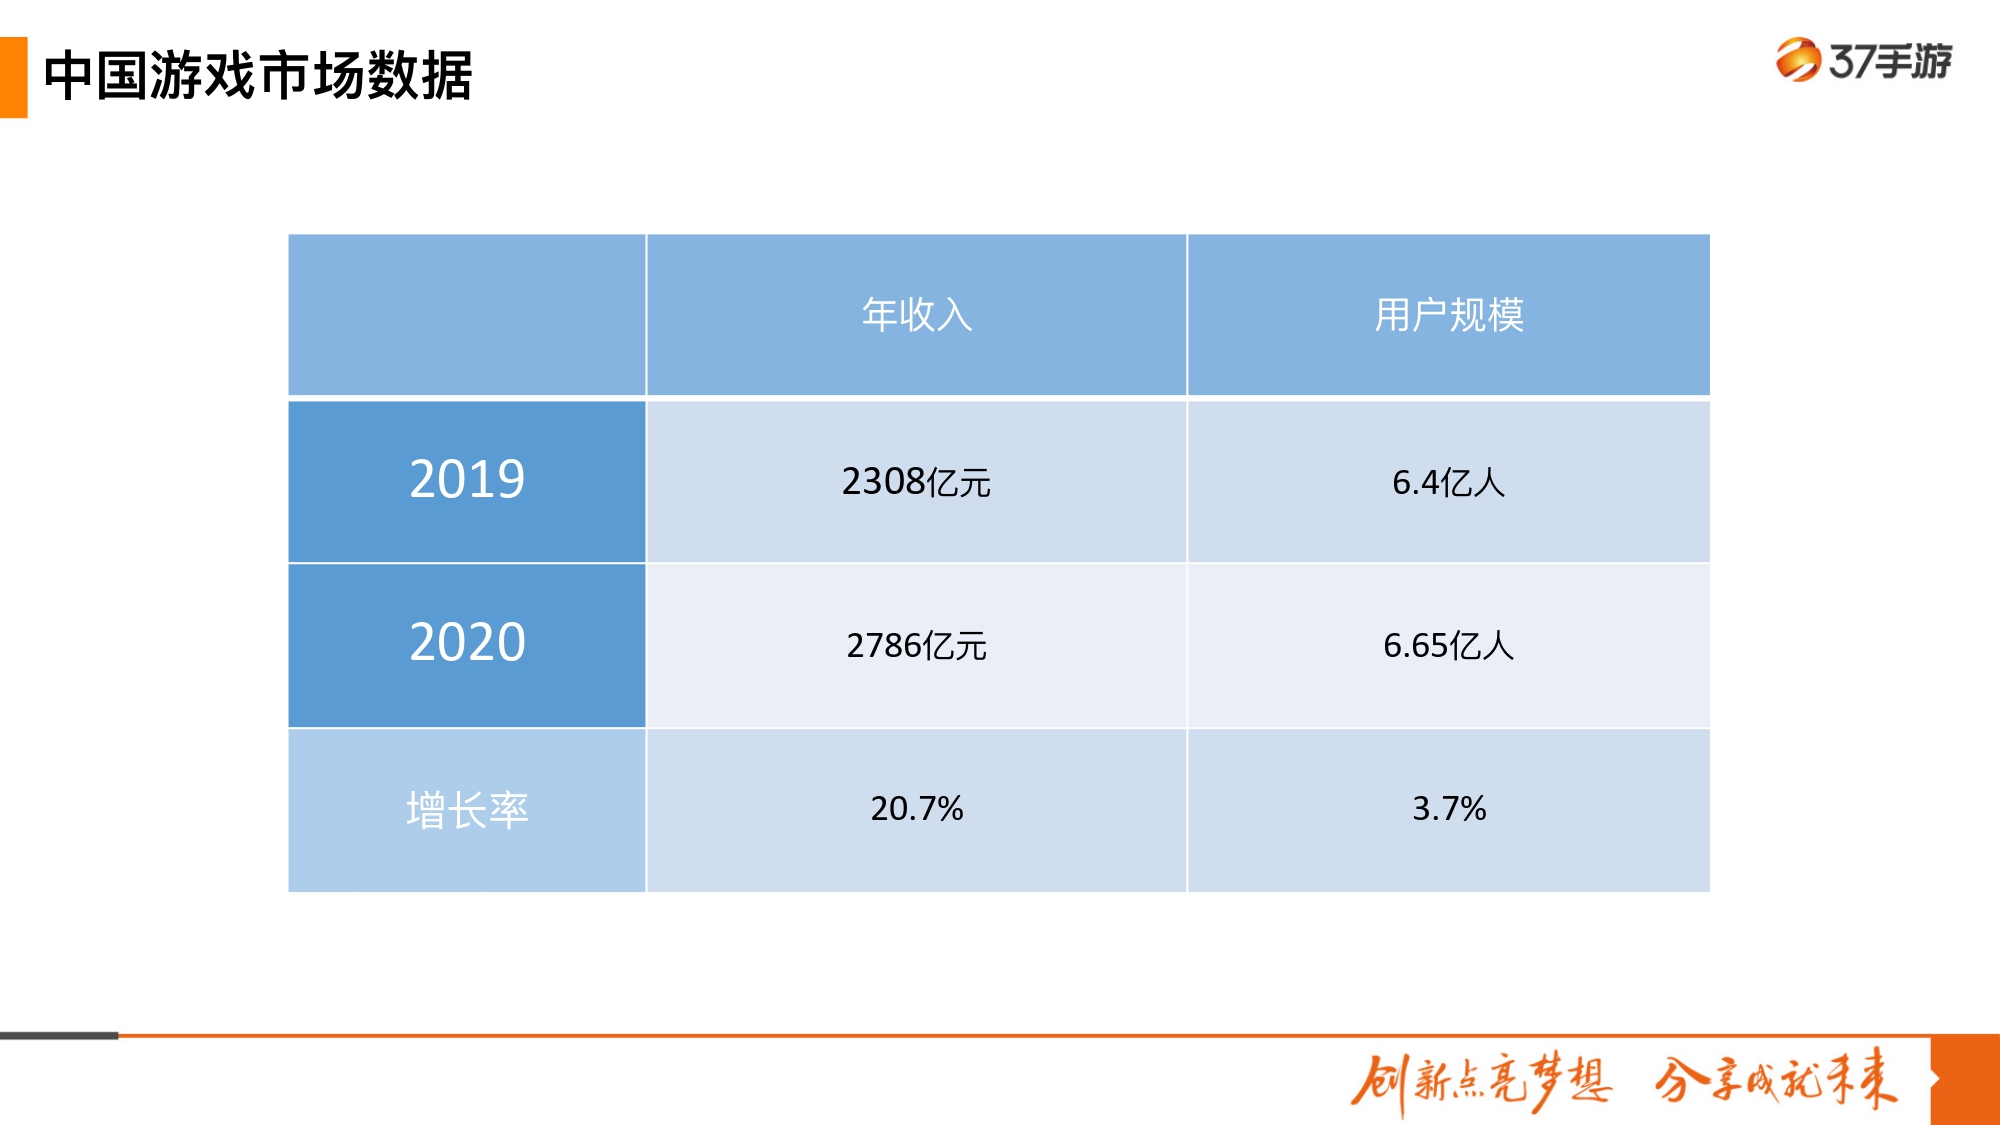 中国游戏市场数据
37手游
年收入 用户规模
2019 2308亿元 6.4亿人
2020 2786亿元 6.65亿人
增长率 20.7% 3.7%
创新点亮梦想 分享成就未来